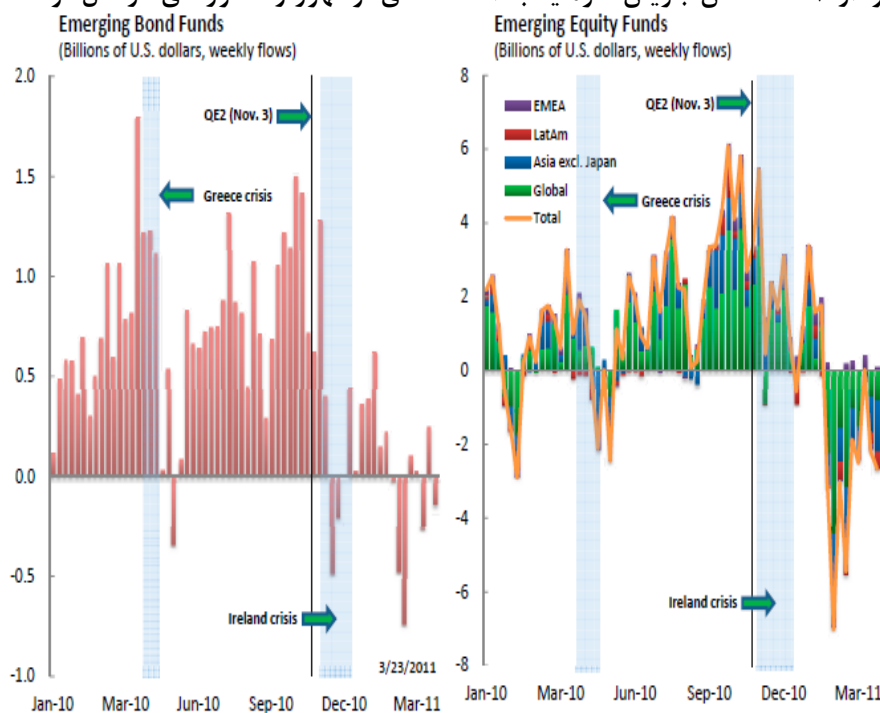 Emerging Bond Funds
(Billions of U.S. dollars, weekly flows)
2.0
1.5
1.0
0.5
0.0
-0.5
-1.0
QE2 (Nov. 3)
Greece crisis
Ireland crisis
3/23/2011
Jan-10 Mar-10 Jun-10 Sep-10 Dec-10 Mar-11
Emerging Equity Funds
(Billions of U.S. dollars, weekly flows)
8
6
4
2
0
-2
-4
-6
-8
QE2 (Nov. 3)
EMEA
LatAm
Asia excl. Japan
Global
Total
Greece crisis
Ireland crisis
Jan-10 Mar-10 Jun-10 Sep-10 Dec-10 Mar-11